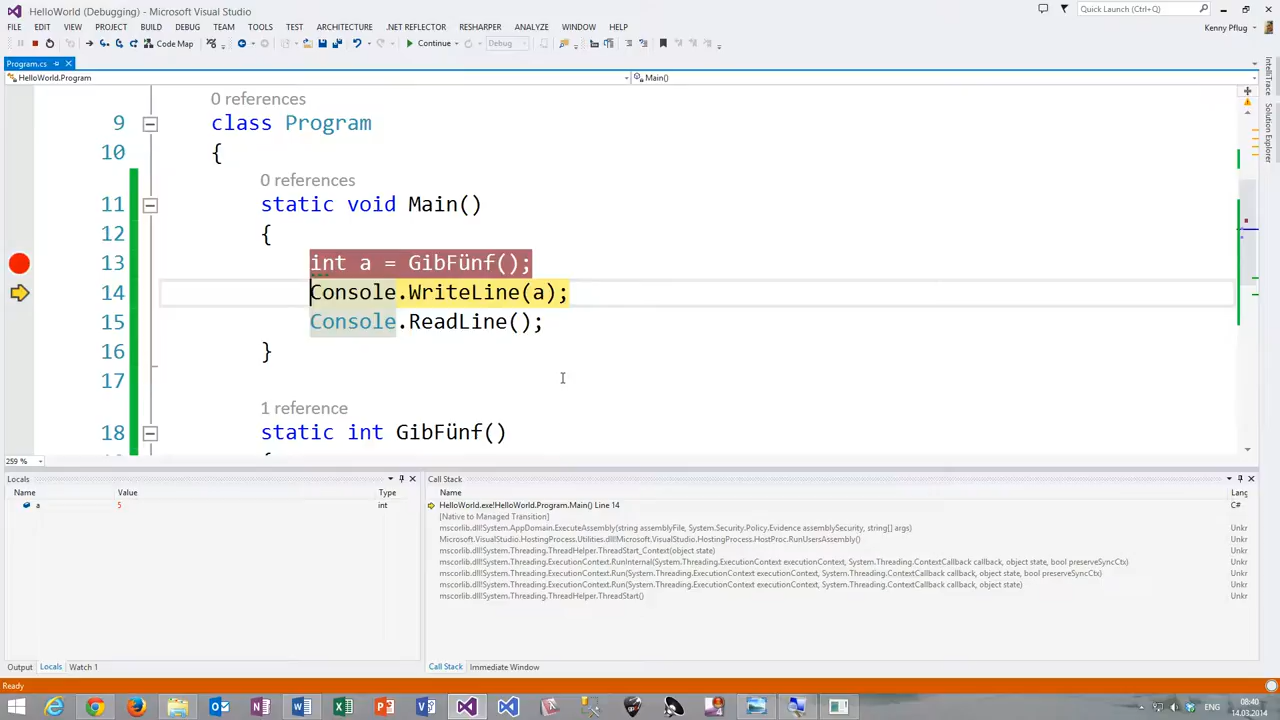 HelloWorld (Debugging) - Microsoft Visual Studio
Quick Launch (Ctrl+Q)
FILE EDIT VIEW PROJECT BUILD DEBUG TEAM TOOLS TEST ARCHITECTURE .NET REFLECTOR RESHARPER ANALYZE WINDOW HELP
Kenny Pflug
Code Map
Continue
Debug
Program.cs
HelloWorld.Program
Main()
IntelliTrace
Solution Explorer
0 references
9 class Program
10 {
0 references
11 static void Main()
12 {
13 int a = GibFünf();
14 Console.WriteLine(a);
15 Console.ReadLine();
16 }
17
1 reference
18 static int GibFünf()
259 %
Locals
Name Value Type
a 5 int
Call Stack
Name Lang
HelloWorld.exe!HelloWorld.Program.Main() Line 14 C#
[Native to Managed Transition]
mscorlib.dll!System.AppDomain.ExecuteAssembly(string assemblyFile, System.Security.Policy.Evidence assemblySecurity, string[] args) Unkr
Microsoft.VisualStudio.HostingProcess.Utilities.dll!Microsoft.VisualStudio.HostingProcess.HostProc.RunUsersAssembly() Unkr
mscorlib.dll!System.Threading.ThreadHelper.ThreadStart_Context(object state) Unkr
mscorlib.dll!System.Threading.ExecutionContext.RunInternal(System.Threading.ExecutionContext executionContext, System.Threading.ContextCallback callback, object state, bool preserveSyncCtx) Unkr
mscorlib.dll!System.Threading.ExecutionContext.Run(System.Threading.ExecutionContext executionContext, System.Threading.ContextCallback callback, object state, bool preserveSyncCtx) Unkr
mscorlib.dll!System.Threading.ExecutionContext.Run(System.Threading.ExecutionContext executionContext, System.Threading.ContextCallback callback, object state) Unkr
mscorlib.dll!System.Threading.ThreadHelper.ThreadStart() Unkr
Output Locals Watch 1
Call Stack Immediate Window
Ready
ENG
08:40
14.03.2014